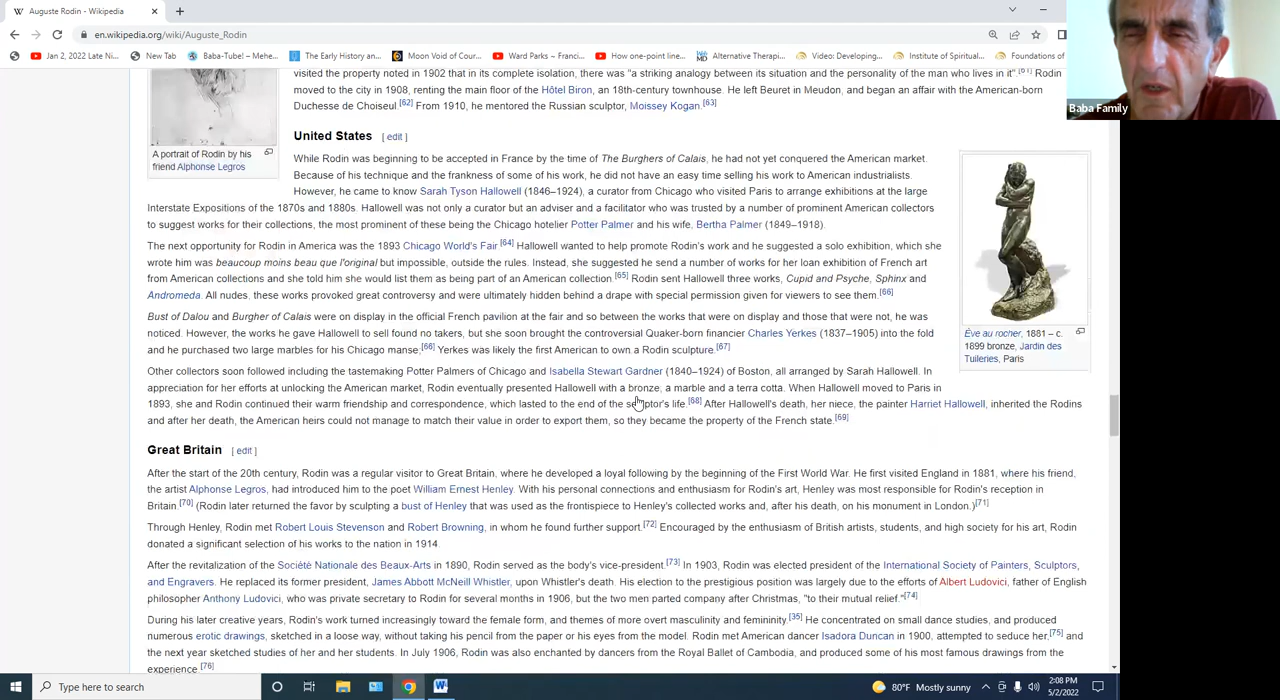 Auguste Rodin - Wikipedia
en.wikipedia.org/wiki/Auguste_Rodin
Jan 2, 2022 Late Ni...
New Tab
Baba-Tube! – Mehe...
The Early History an...
Moon Void of Cour...
Ward Parks – Franci...
How one-point line...
Alternative Therapi...
Video: Developing...
Institute of Spiritual...
Foundations of
Baba Family
visited the property noted in 1902 that in its complete isolation, there was "a striking analogy between its situation and the personality of the man who lives in it" [61] Rodin
moved to the city in 1908, renting the main floor of the Hôtel Biron, an 18th-century townhouse. He left Beuret in Meudon, and began an affair with the American-born
Duchesse de Choiseul [62] From 1910, he mentored the Russian sculptor, Moissey Kogan.[63]
A portrait of Rodin by his
friend Alphonse Legros
United States [ edit ]
While Rodin was beginning to be accepted in France by the time of The Burghers of Calais, he had not yet conquered the American market.
Because of his technique and the frankness of some of his work, he did not have an easy time selling his work to American industrialists.
However, he came to know Sarah Tyson Hallowell (1846–1924), a curator from Chicago who visited Paris to arrange exhibitions at the large
Interstate Expositions of the 1870s and 1880s. Hallowell was not only a curator but an adviser and a facilitator who was trusted by a number of prominent American collectors
to suggest works for their collections, the most prominent of these being the Chicago hotelier Potter Palmer and his wife, Bertha Palmer (1849–1918).
The next opportunity for Rodin in America was the 1893 Chicago World's Fair [64] Hallowell wanted to help promote Rodin's work and he suggested a solo exhibition, which she
wrote him was beaucoup moins beau que l'original but impossible, outside the rules. Instead, she suggested he send a number of works for her loan exhibition of French art
from American collections and she told him she would list them as being part of an American collection.[65] Rodin sent Hallowell three works, Cupid and Psyche, Sphinx and
Andromeda. All nudes, these works provoked great controversy and were ultimately hidden behind a drape with special permission given for viewers to see them.[66]
Bust of Dalou and Burgher of Calais were on display in the official French pavilion at the fair and so between the works that were on display and those that were not, he was
noticed. However, the works he gave Hallowell to sell found no takers, but she soon brought the controversial Quaker-born financier Charles Yerkes (1837–1905) into the fold
and he purchased two large marbles for his Chicago manse;[66] Yerkes was likely the first American to own a Rodin sculpture.[67]
Ève au rocher, 1881 – c.
1899 bronze, Jardin des
Tuileries, Paris
Other collectors soon followed including the tastemaking Potter Palmers of Chicago and Isabella Stewart Gardner (1840–1924) of Boston, all arranged by Sarah Hallowell. In
appreciation for her efforts at unlocking the American market, Rodin eventually presented Hallowell with a bronze, a marble and a terra cotta. When Hallowell moved to Paris in
1893, she and Rodin continued their warm friendship and correspondence, which lasted to the end of the sculptor's life.[68] After Hallowell's death, her niece, the painter Harriet Hallowell, inherited the Rodins
and after her death, the American heirs could not manage to match their value in order to export them, so they became the property of the French state.[69]
Great Britain [ edit ]
After the start of the 20th century, Rodin was a regular visitor to Great Britain, where he developed a loyal following by the beginning of the First World War. He first visited England in 1881, where his friend,
the artist Alphonse Legros, had introduced him to the poet William Ernest Henley. With his personal connections and enthusiasm for Rodin's art, Henley was most responsible for Rodin's reception in
Britain.[70] (Rodin later returned the favor by sculpting a bust of Henley that was used as the frontispiece to Henley's collected works and, after his death, on his monument in London.)[71]
Through Henley, Rodin met Robert Louis Stevenson and Robert Browning, in whom he found further support.[72] Encouraged by the enthusiasm of British artists, students, and high society for his art, Rodin
donated a significant selection of his works to the nation in 1914.
After the revitalization of the Société Nationale des Beaux-Arts in 1890, Rodin served as the body's vice-president.[73] In 1903, Rodin was elected president of the International Society of Painters, Sculptors,
and Engravers. He replaced its former president, James Abbott McNeill Whistler, upon Whistler's death. His election to the prestigious position was largely due to the efforts of Albert Ludovici, father of English
philosopher Anthony Ludovici, who was private secretary to Rodin for several months in 1906, but the two men parted company after Christmas, "to their mutual relief."[74]
During his later creative years, Rodin's work turned increasingly toward the female form, and themes of more overt masculinity and femininity.[35] He concentrated on small dance studies, and produced
numerous erotic drawings, sketched in a loose way, without taking his pencil from the paper or his eyes from the model. Rodin met American dancer Isadora Duncan in 1900, attempted to seduce her,[75] and
the next year sketched studies of her and her students. In July 1906, Rodin was also enchanted by dancers from the Royal Ballet of Cambodia, and produced some of his most famous drawings from the
experience.[76]
Type here to search
80°F Mostly sunny
2:08 PM
5/2/2022